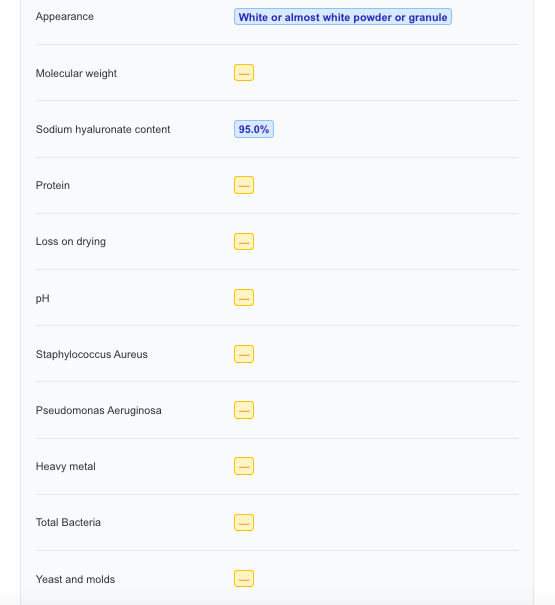 Appearance White or almost white powder or granule
Molecular weight —
Sodium hyaluronate content 95.0%
Protein —
Loss on drying —
pH —
Staphylococcus Aureus —
Pseudomonas Aeruginosa —
Heavy metal —
Total Bacteria —
Yeast and molds —